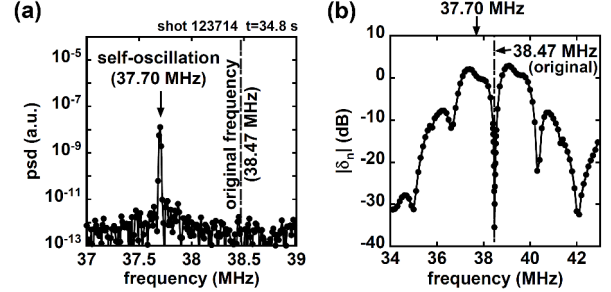 (a)
shot 123714 t=34.8 s
10-5
10-7
10-9
10-11
10-13
psd (a.u.)
self-oscillation
(37.70 MHz)
original frequency
(38.47 MHz)
37
37.5
38
38.5
39
frequency (MHz)
(b)
37.70 MHz
38.47 MHz
(original)
10
0
-10
-20
-30
-40
|δn| (dB)
34
36
38
40
42
frequency (MHz)